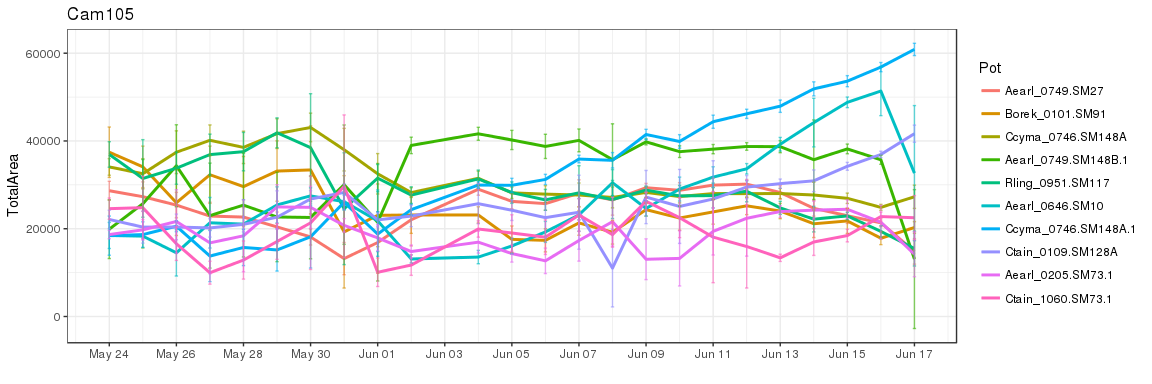 Cam105
TotalArea
60000
40000
20000
0
May 24
May 26
May 28
May 30
Jun 01
Jun 03
Jun 05
Jun 07
Jun 09
Jun 11
Jun 13
Jun 15
Jun 17
Pot
Aearl_0749.SM27
Borek_0101.SM91
Ccyma_0746.SM148A
Aearl_0749.SM148B.1
Rling_0951.SM117
Aearl_0646.SM10
Ccyma_0746.SM148A.1
Ctain_0109.SM128A
Aearl_0205.SM73.1
Ctain_1060.SM73.1